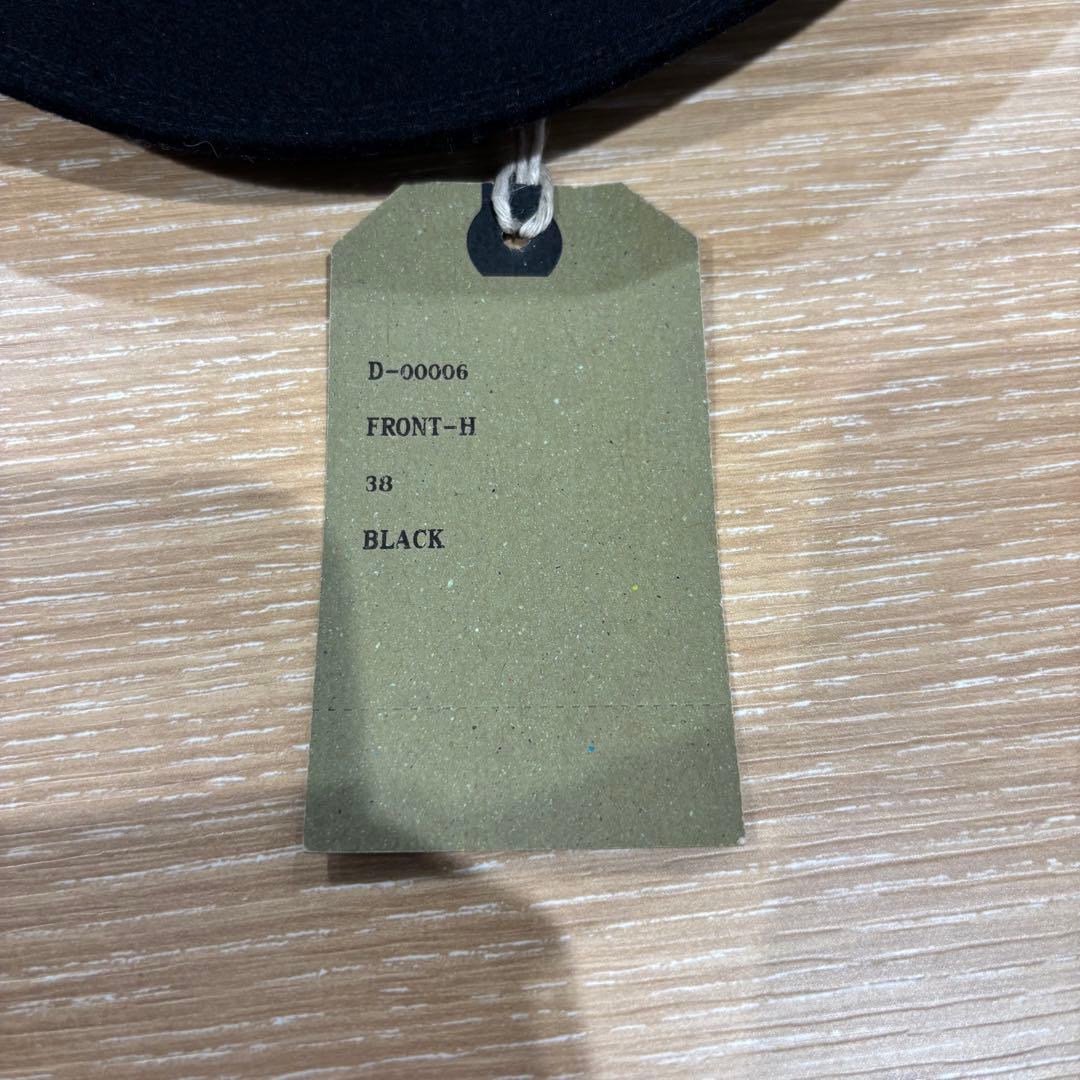 D-00006
FRONT-H
38
BLACK